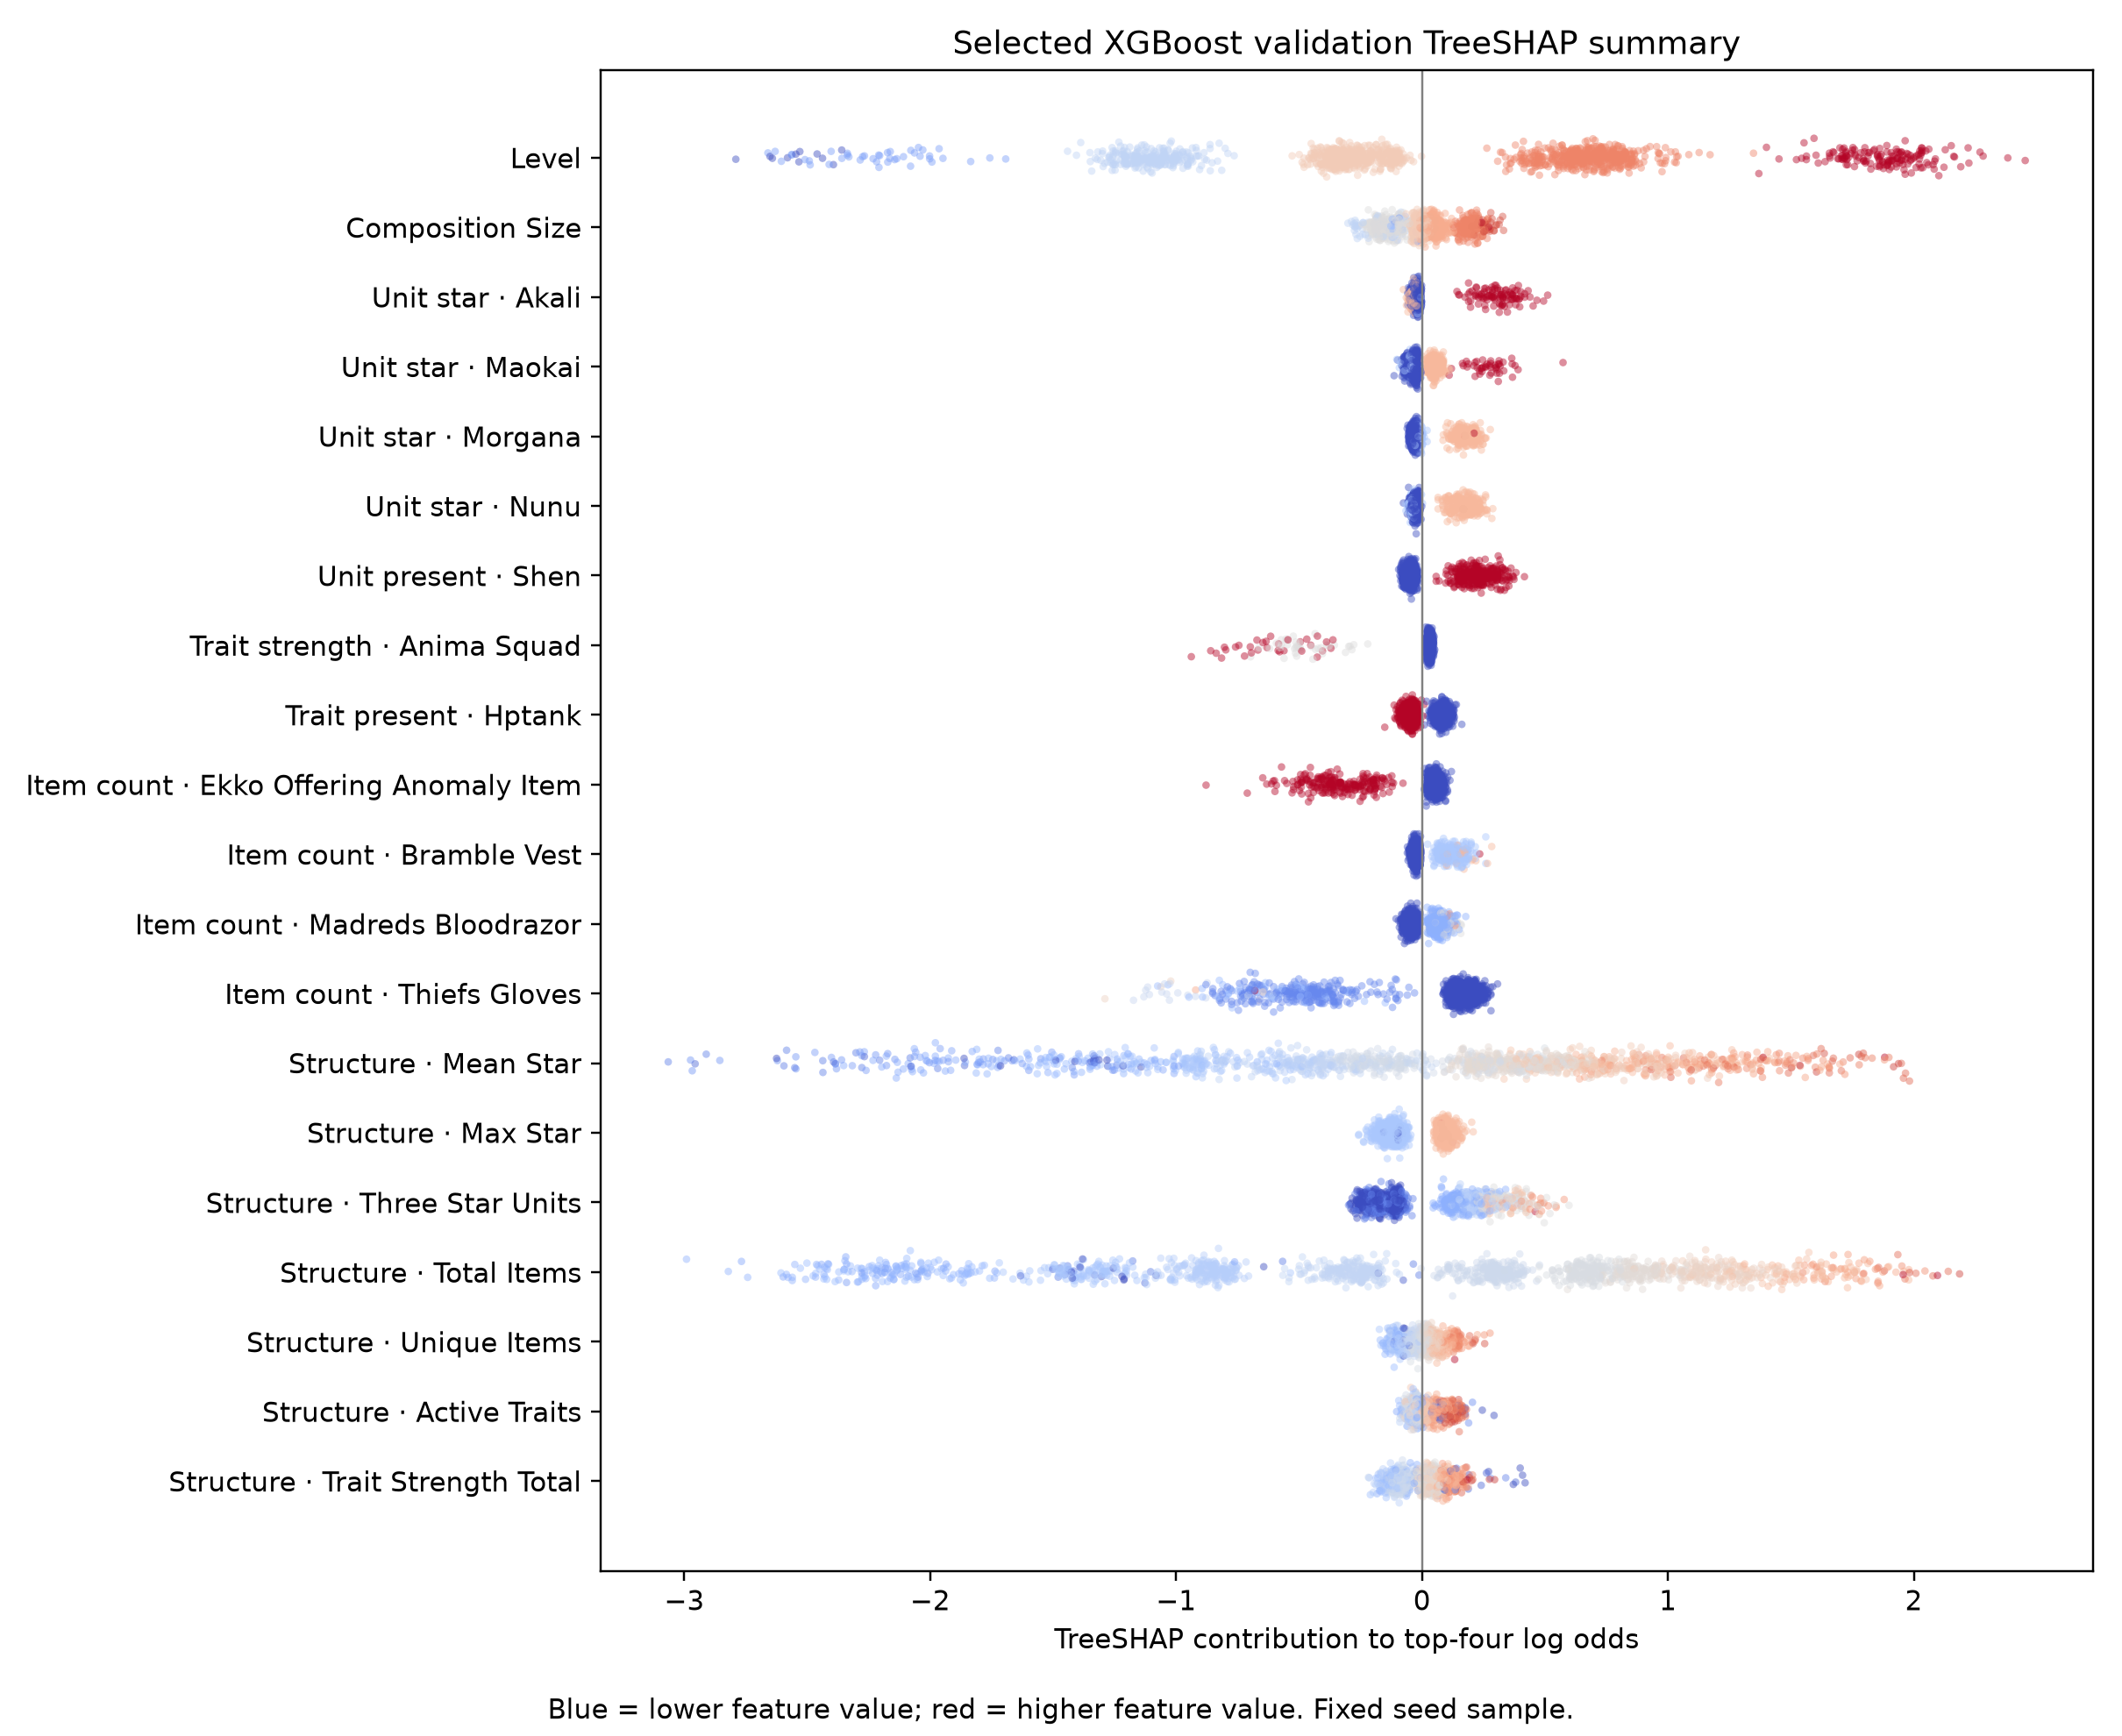 Selected XGBoost validation TreeSHAP summary
Level
Composition Size
Unit star · Akali
Unit star · Maokai
Unit star · Morgana
Unit star · Nunu
Unit present · Shen
Trait strength · Anima Squad
Trait present · Hptank
Item count · Ekko Offering Anomaly Item
Item count · Bramble Vest
Item count · Madreds Bloodrazor
Item count · Thiefs Gloves
Structure · Mean Star
Structure · Max Star
Structure · Three Star Units
Structure · Total Items
Structure · Unique Items
Structure · Active Traits
Structure · Trait Strength Total
−3 −2 −1 0 1 2
TreeSHAP contribution to top-four log odds
Blue = lower feature value; red = higher feature value. Fixed seed sample.